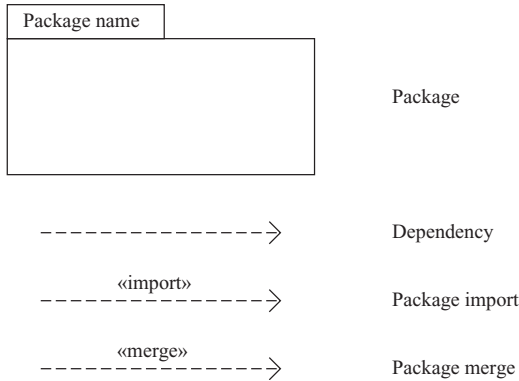 Package name
Package
Dependency
«import»
Package import
«merge»
Package merge